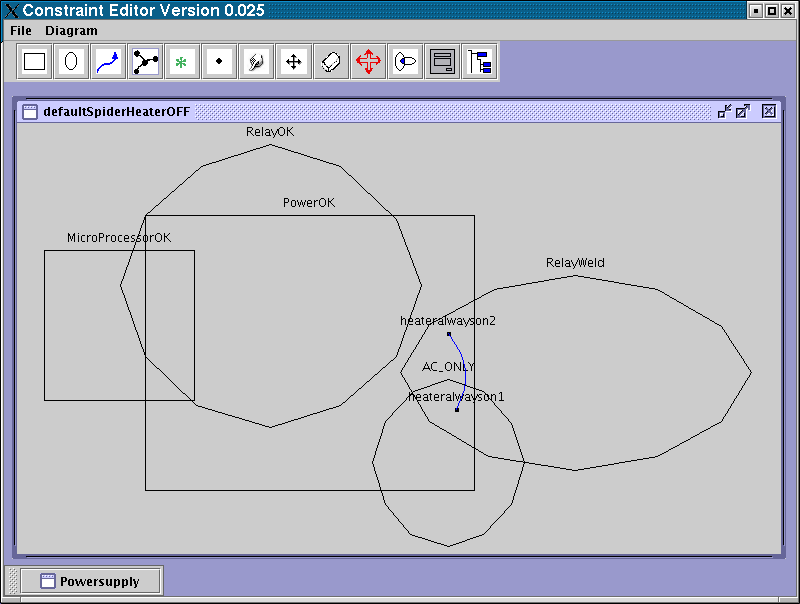 Constraint Editor Version 0.025
File Diagram
defaultSpiderHeaterOFF
RelayOK
PowerOK
MicroProcessorOK
RelayWeld
heateralwayson2
AC_ONLY
heateralwayson1
Powersupply